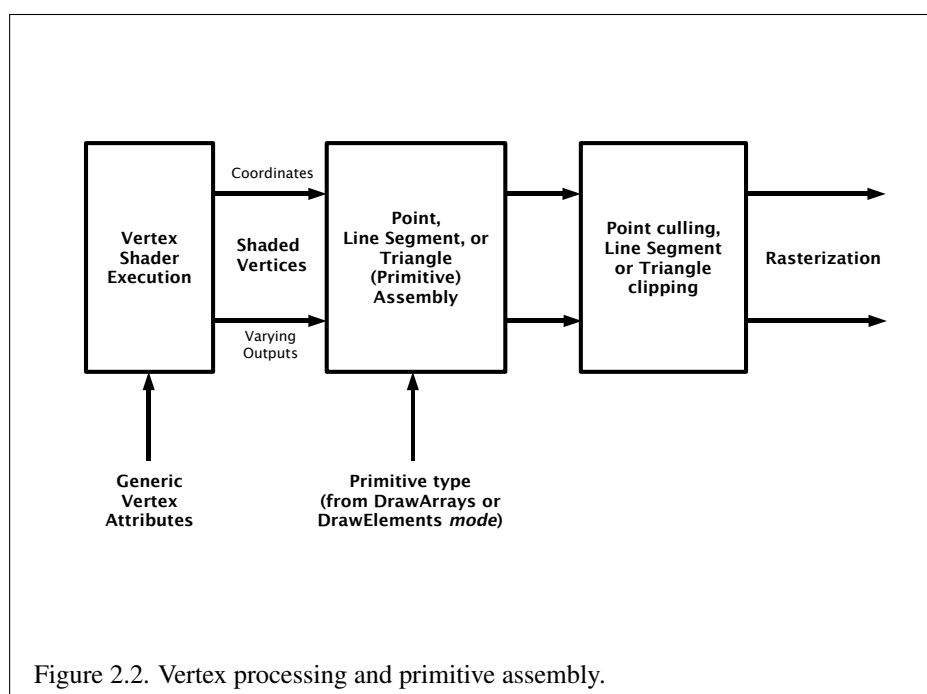 Coordinates
Vertex
Shader
Execution
Shaded
Vertices
Varying
Outputs
Point,
Line Segment, or
Triangle
(Primitive)
Assembly
Point culling,
Line Segment
or Triangle
clipping
Rasterization
Generic
Vertex
Attributes
Primitive type
(from DrawArrays or
DrawElements mode)
Figure 2.2. Vertex processing and primitive assembly.